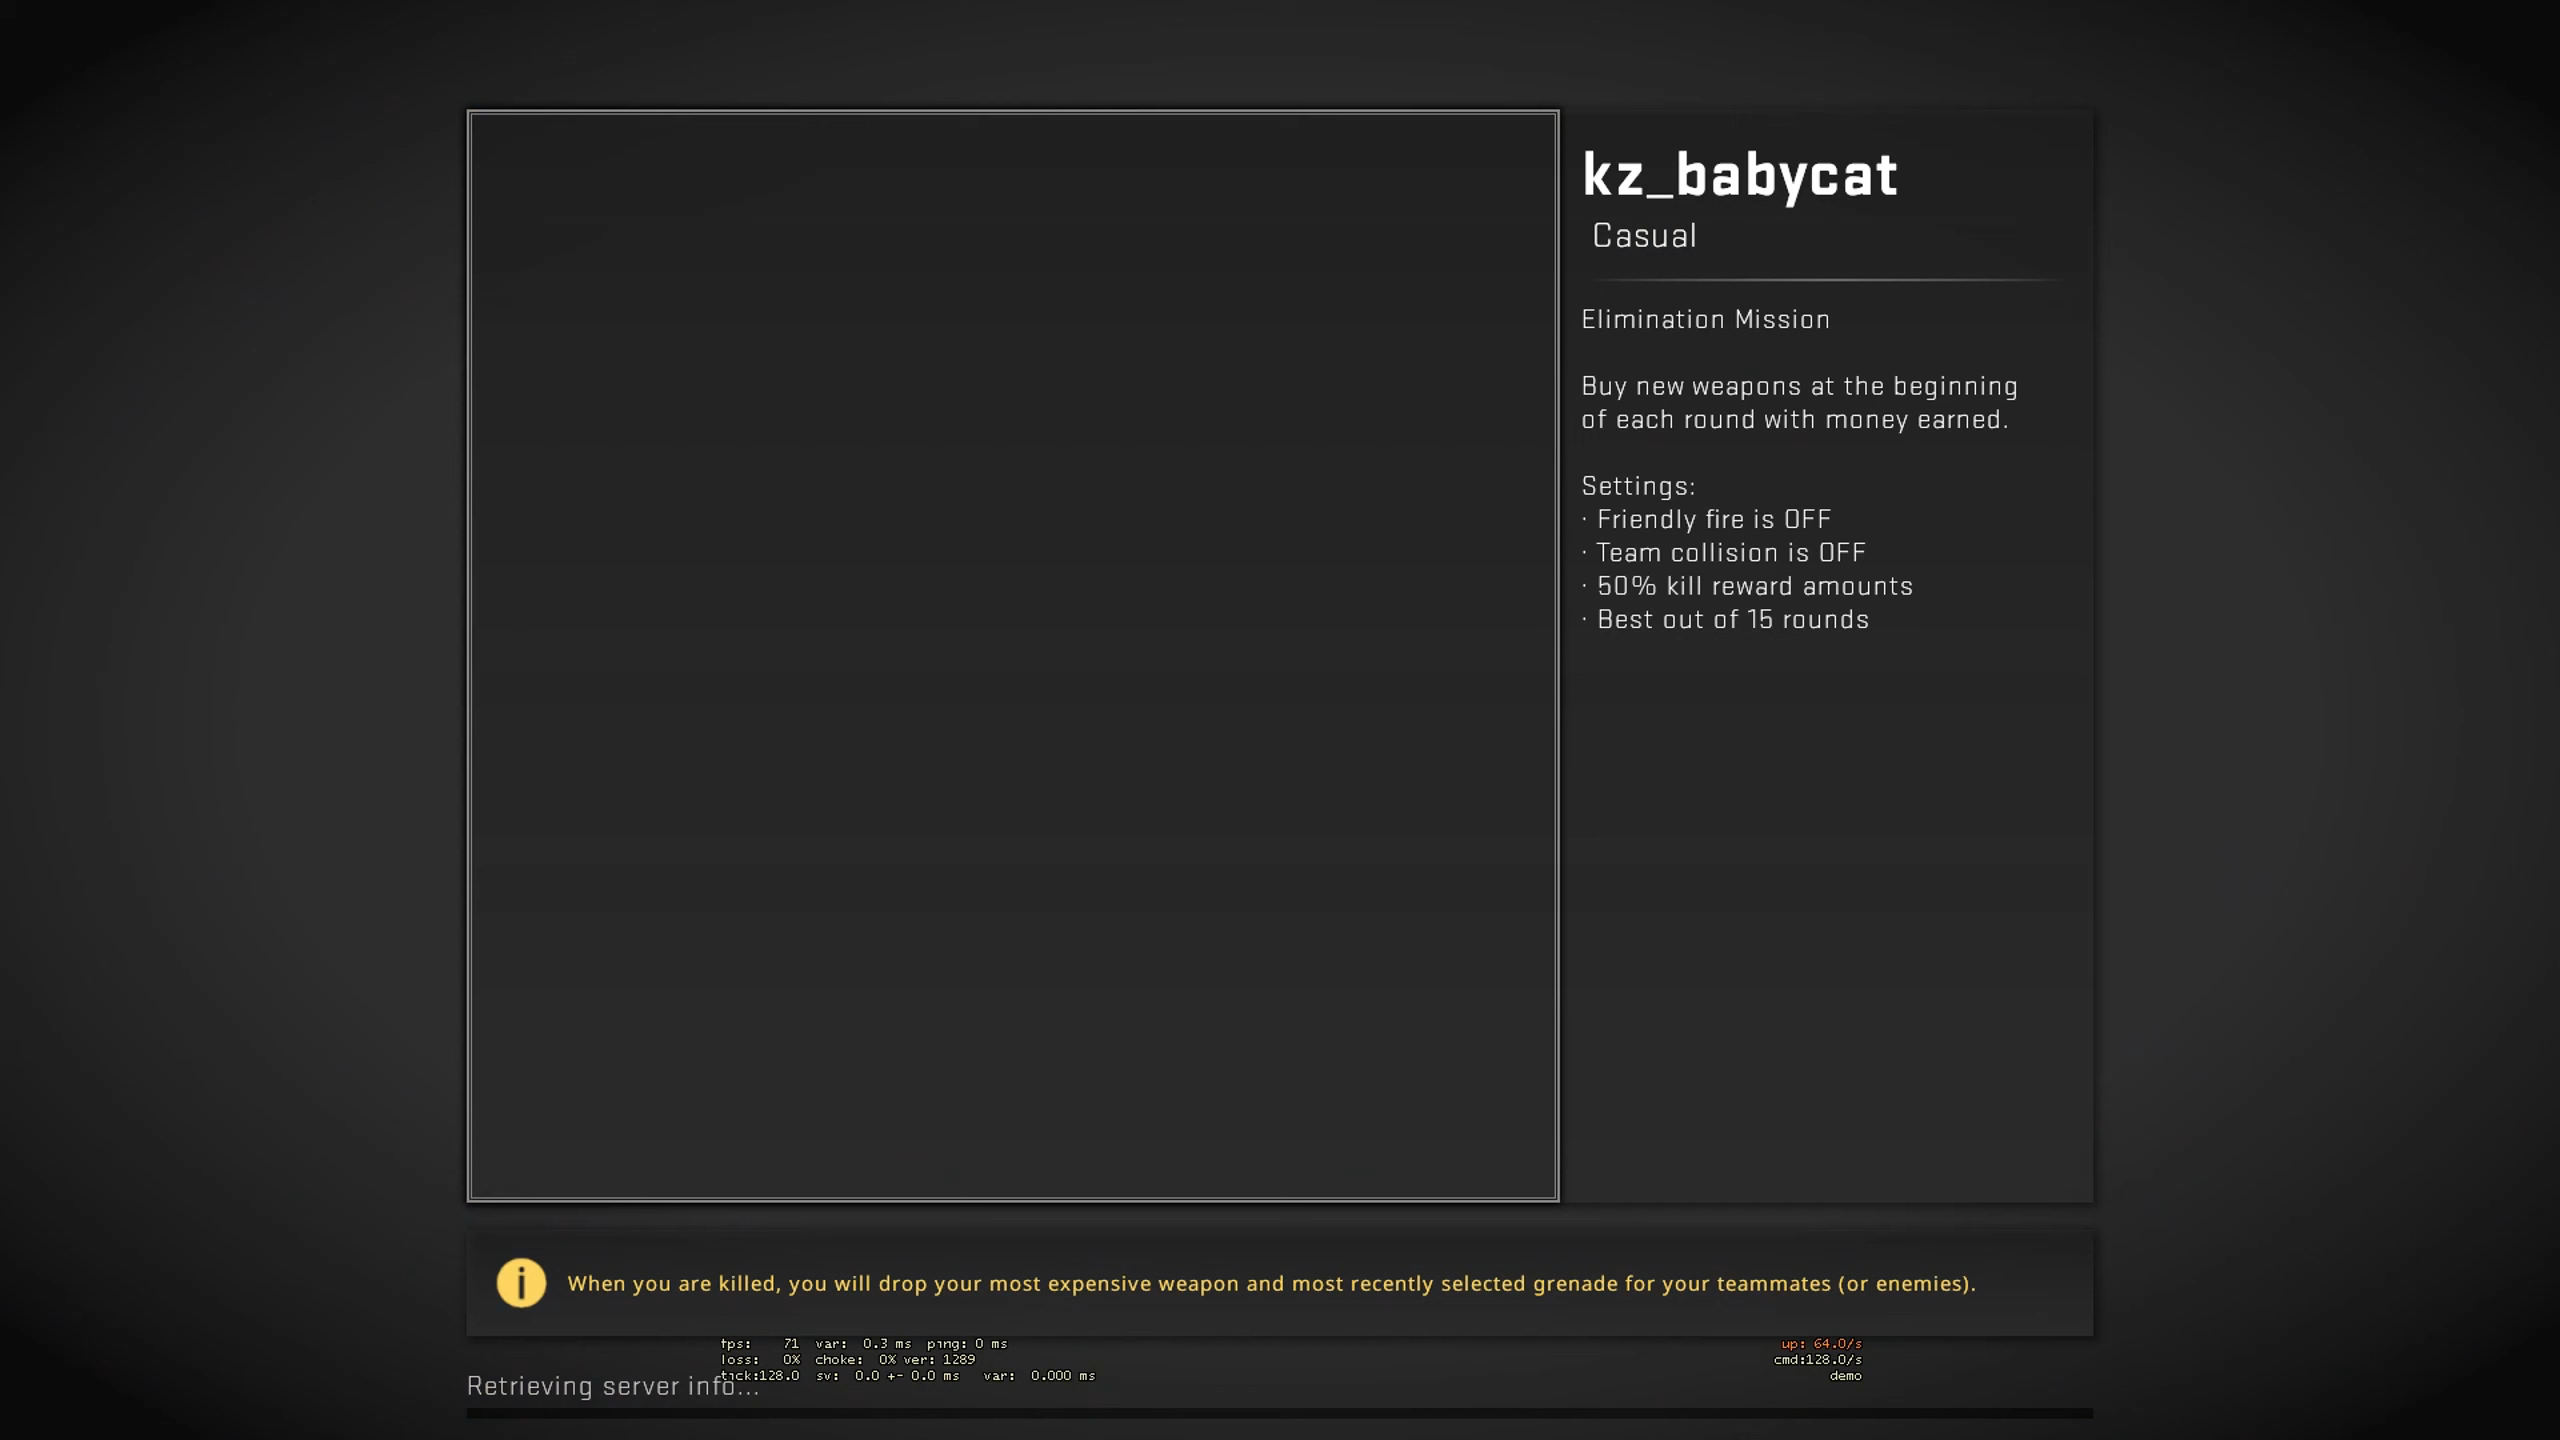 kz_babycat
Casual
Elimination Mission
Buy new weapons at the beginning
of each round with money earned.
Settings:
· Friendly fire is OFF
· Team collision is OFF
· 50% kill reward amounts
· Best out of 15 rounds
When you are killed, you will drop your most expensive weapon and most recently selected grenade for your teammates (or enemies).
fps: 71 var: 0.3 ms ping: 0 ms
up: 64.0/s
loss: 0% choke: 0% ver: 1289
cmd:128.0/s
tick:128.0 sv: 0.0 +- 0.0 ms var: 0.000 ms
demo
Retrieving server info...